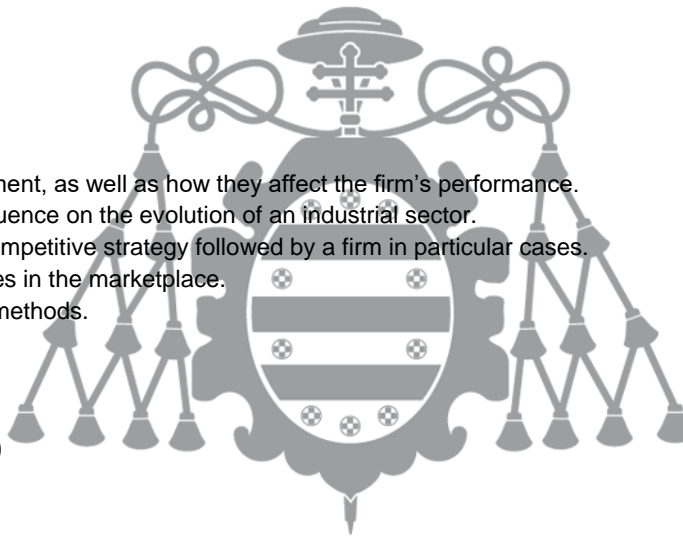 ment, as well as how they affect the firm’s performance.
uence on the evolution of an industrial sector.
ompetitive strategy followed by a firm in particular cases.
es in the marketplace.
methods.
)